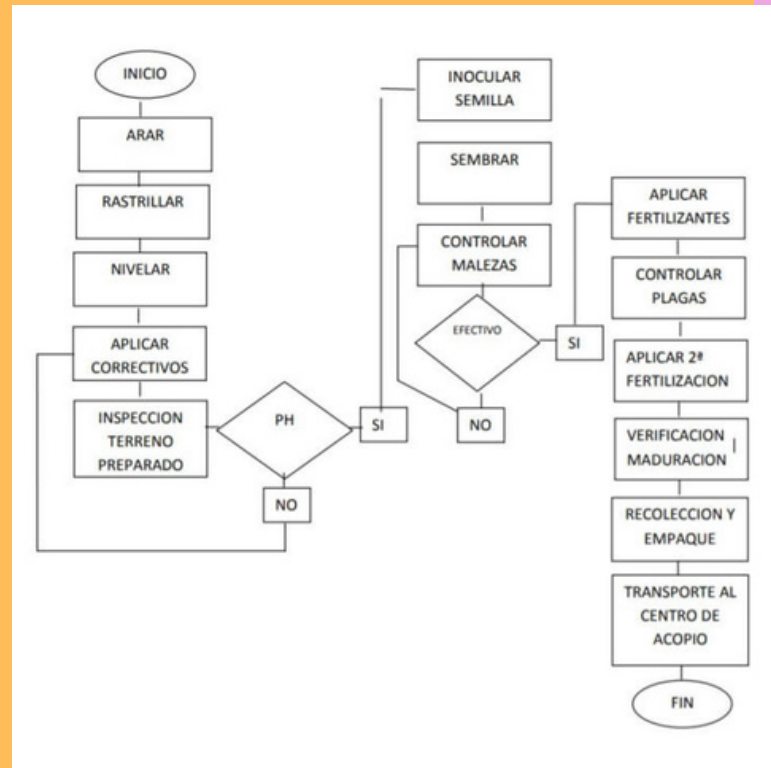 INICIO
ARAR
RASTRILLAR
NIVELAR
APLICAR
CORRECTIVOS
INSPECCION
TERRENO
PREPARADO
PH
SI
NO
INOCULAR
SEMILLA
SEMBRAR
CONTROLAR
MALEZAS
EFECTIVO
SI
NO
APLICAR
FERTILIZANTES
CONTROLAR
PLAGAS
APLICAR 2ª
FERTILIZACION
VERIFICACION
MADURACION
RECOLECCION Y
EMPAQUE
TRANSPORTE AL
CENTRO DE
ACOPIO
FIN